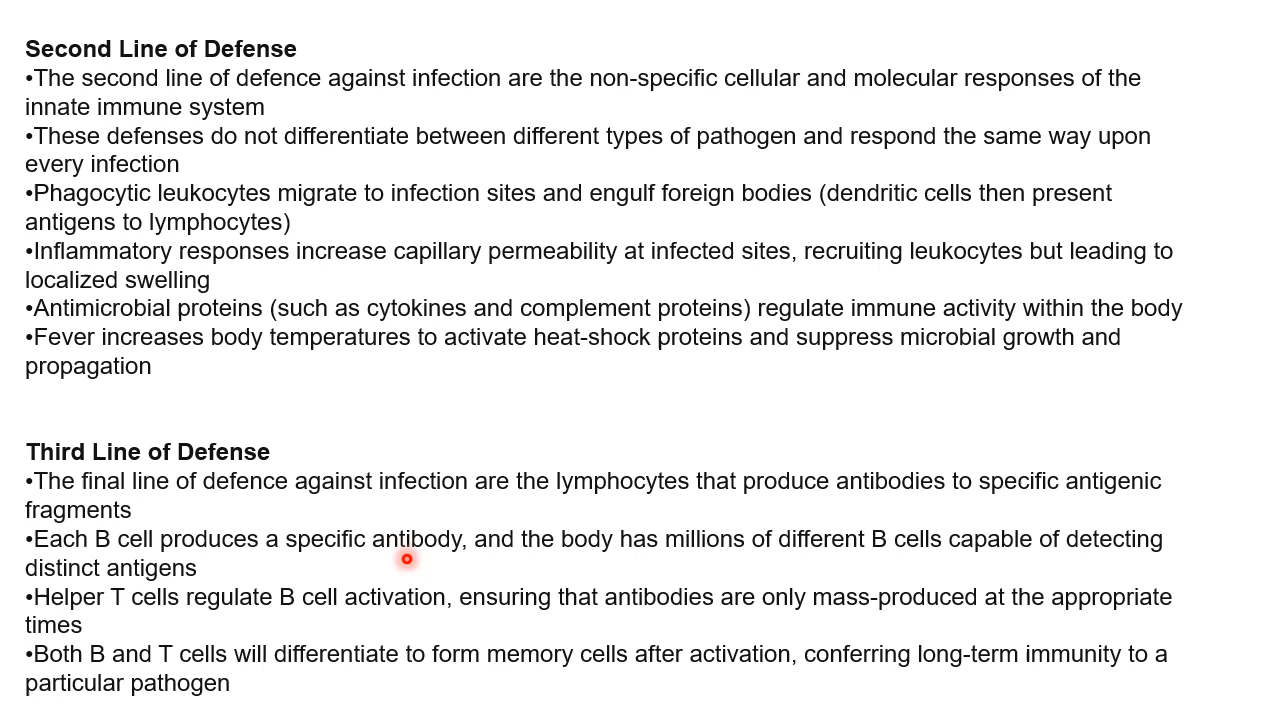 Second Line of Defense
•The second line of defence against infection are the non-specific cellular and molecular responses of the
innate immune system
•These defenses do not differentiate between different types of pathogen and respond the same way upon
every infection
•Phagocytic leukocytes migrate to infection sites and engulf foreign bodies (dendritic cells then present
antigens to lymphocytes)
•Inflammatory responses increase capillary permeability at infected sites, recruiting leukocytes but leading to
localized swelling
•Antimicrobial proteins (such as cytokines and complement proteins) regulate immune activity within the body
•Fever increases body temperatures to activate heat-shock proteins and suppress microbial growth and
propagation
Third Line of Defense
•The final line of defence against infection are the lymphocytes that produce antibodies to specific antigenic
fragments
•Each B cell produces a specific antibody, and the body has millions of different B cells capable of detecting
distinct antigens
•Helper T cells regulate B cell activation, ensuring that antibodies are only mass-produced at the appropriate
times
•Both B and T cells will differentiate to form memory cells after activation, conferring long-term immunity to a
particular pathogen